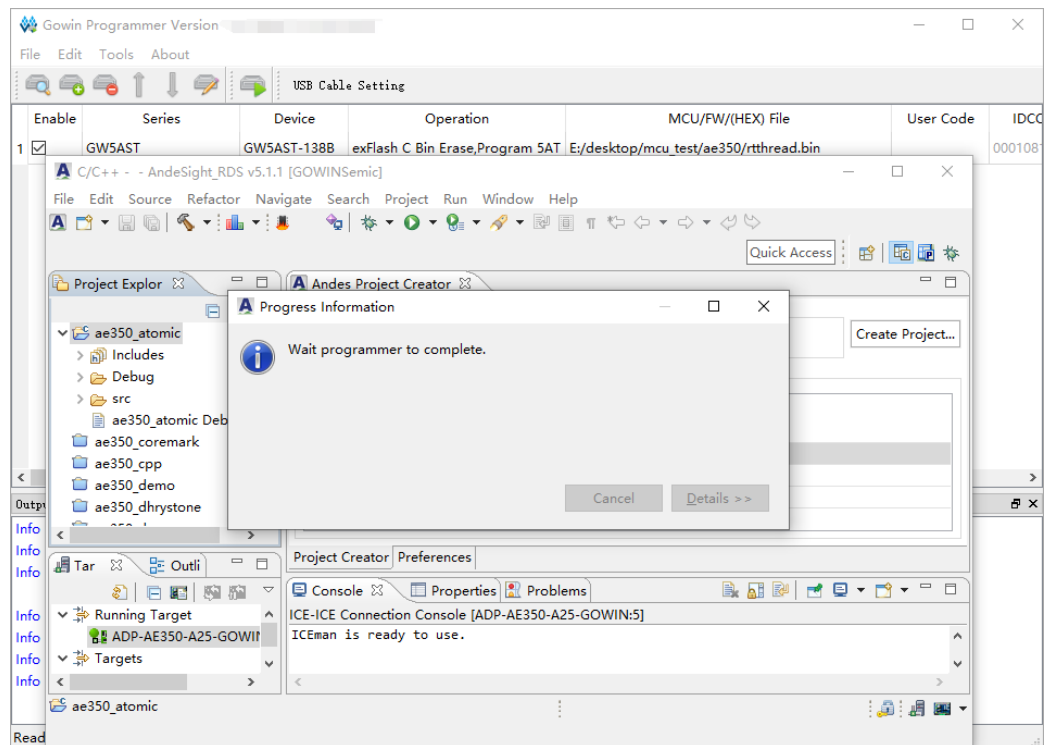 Gowin Programmer Version
File Edit Tools About
USB Cable Setting
Enable Series Device Operation MCU/FW/(HEX) File User Code IDCO
1 GW5AST GW5AST-138B exFlash C Bin Erase,Program 5AT E:/desktop/mcu_test/ae350/rtthread.bin 0001081
C/C++ - - AndeSight_RDS v5.1.1 [GOWINSemic]
File Edit Source Refactor Navigate Search Project Run Window Help
Quick Access
Project Explor
Andes Project Creator
Progress Information
Wait programmer to complete.
Cancel
Details >>
Create Project...
ae350_atomic
Includes
Debug
src
ae350_atomic Deb
ae350_coremark
ae350_cpp
ae350_demo
ae350_dhrystone
Outpu
Info
Info
Info
Info
Info
Info
Info
Project Creator Preferences
Tar Outli
Running Target
ADP-AE350-A25-GOWIN
Targets
Console Properties Problems
ICE-ICE Connection Console [ADP-AE350-A25-GOWIN:5]
ICEman is ready to use.
ae350_atomic
Read